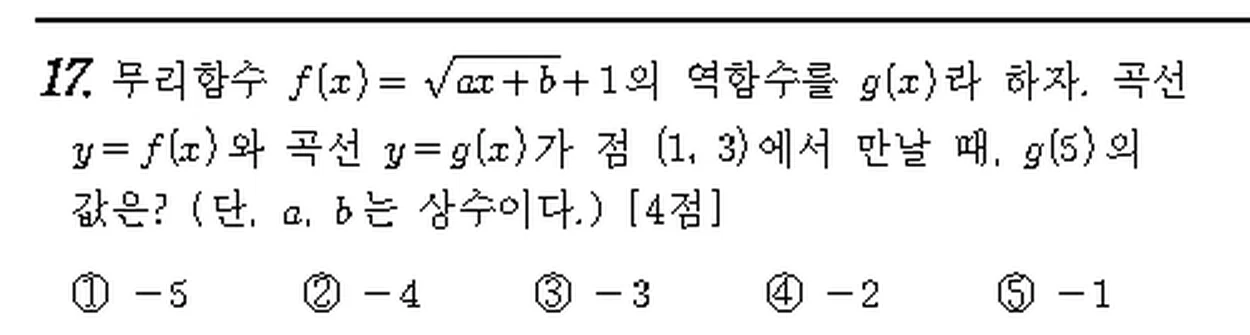 17. 무리함수 f(x) = √(ax+b) + 1의 역함수를 g(x)라 하자. 곡선
y = f(x)와 곡선 y = g(x)가 점 (1, 3)에서 만날 때, g(5)의
값은? (단, a, b는 상수이다.) [4점]
① -5 ② -4 ③ -3 ④ -2 ⑤ -1